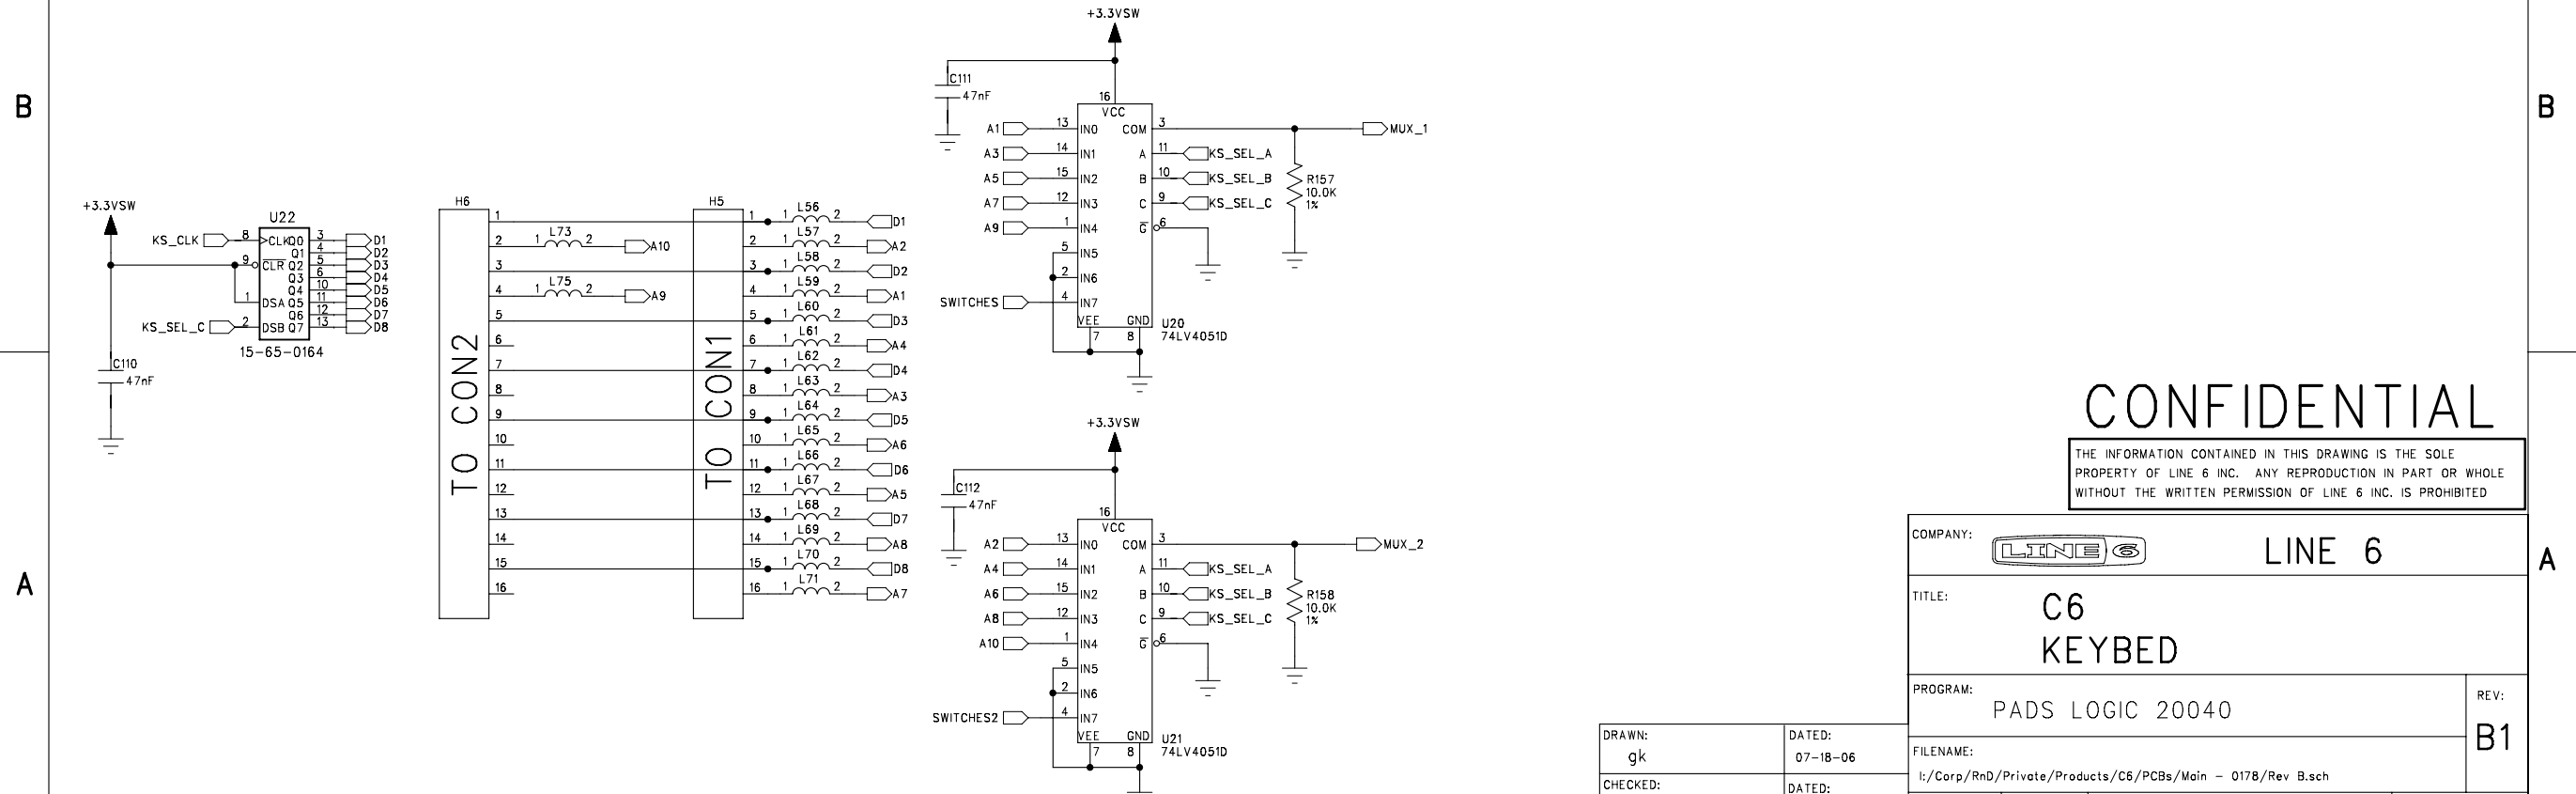 B
B
A
A
+3.3VSW
KS_CLK
KS_SEL_C
C110
47nF
U22
8 >CLK Q0 3 D1
Q1 4 D2
9 CLR Q2 5 D3
Q3 6 D4
Q4 10 D5
1 DSA Q5 11 D6
Q6 12 D7
2 DSB Q7 13 D8
15-65-0164
H6
TO CON2
1
2 1 L73 2 A10
3
4 1 L75 2 A9
5
6
7
8
9
10
11
12
13
14
15
16
H5
TO CON1
1 1 L56 2 D1
2 1 L57 2 A2
3 1 L58 2 D2
4 1 L59 2 A1
5 1 L60 2 D3
6 1 L61 2 A4
7 1 L62 2 D4
8 1 L63 2 A3
9 1 L64 2 D5
10 1 L65 2 A6
11 1 L66 2 D6
12 1 L67 2 A5
13 1 L68 2 D7
14 1 L69 2 A8
15 1 L70 2 D8
16 1 L71 2 A7
+3.3VSW
C111
47nF
16
VCC
A1 13 IN0 COM 3 MUX_1
A3 14 IN1 A 11 KS_SEL_A
A5 15 IN2 B 10 KS_SEL_B
A7 12 IN3 C 9 KS_SEL_C
A9 1 IN4 G 6
5 IN5
2 IN6
SWITCHES 4 IN7
VEE GND
7 8
U20
74LV4051D
R157
10.0K
1%
+3.3VSW
C112
47nF
16
VCC
A2 13 IN0 COM 3 MUX_2
A4 14 IN1 A 11 KS_SEL_A
A6 15 IN2 B 10 KS_SEL_B
A8 12 IN3 C 9 KS_SEL_C
A10 1 IN4 G 6
5 IN5
2 IN6
SWITCHES2 4 IN7
VEE GND
7 8
U21
74LV4051D
R158
10.0K
1%
CONFIDENTIAL
THE INFORMATION CONTAINED IN THIS DRAWING IS THE SOLE
PROPERTY OF LINE 6 INC. ANY REPRODUCTION IN PART OR WHOLE
WITHOUT THE WRITTEN PERMISSION OF LINE 6 INC. IS PROHIBITED
COMPANY:
LINE 6
LINE 6
TITLE:
C6
KEYBED
PROGRAM:
PADS LOGIC 20040
REV:
B1
FILENAME:
I:/Corp/RnD/Private/Products/C6/PCBs/Main - 0178/Rev B.sch
DRAWN:
gk
DATED:
07-18-06
CHECKED:
DATED: